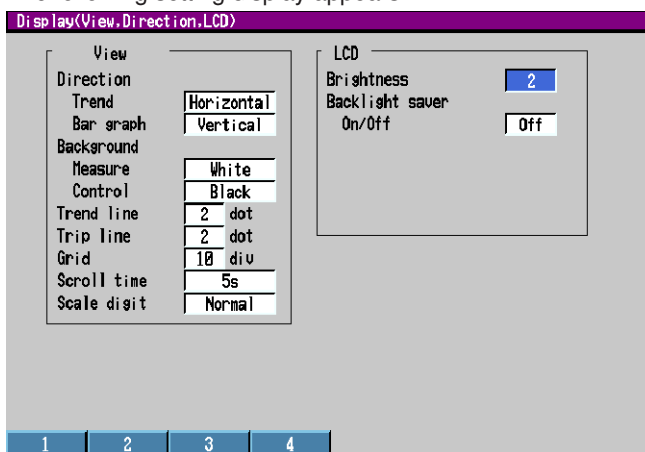 Display(View,Direction,LCD)
View
Direction
Trend Horizontal
Bar graph Vertical
Background
Measure White
Control Black
Trend line 2 dot
Trip line 2 dot
Grid 10 div
Scroll time 5s
Scale digit Normal
LCD
Brightness 2
Backlight saver
On/Off Off
1 2 3 4